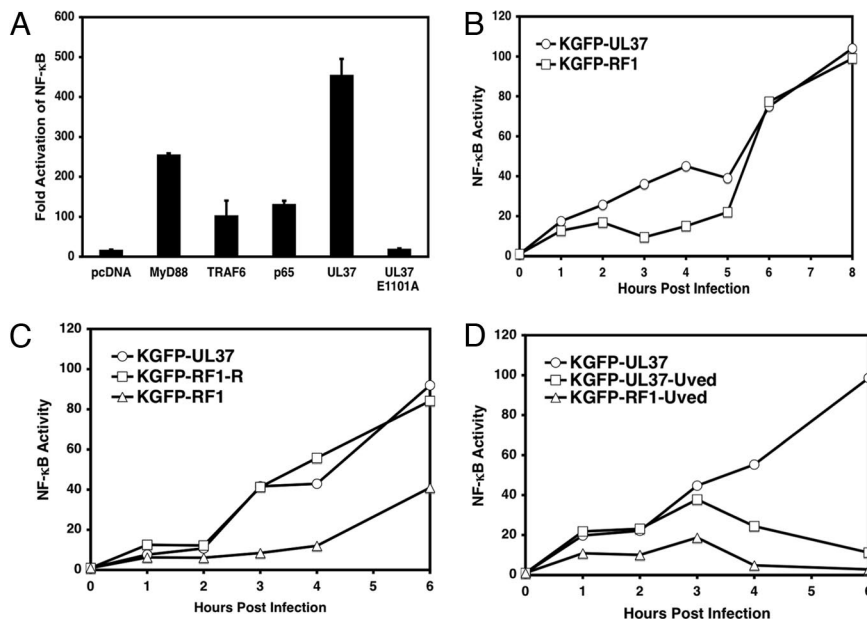 A
Fold Activation of NF-κB
600
500
400
300
200
100
0
pcDNA MyD88 TRAF6 p65 UL37 UL37
E1101A
B
KGFP-UL37
KGFP-RF1
NF-κB Activity
120
100
80
60
40
20
0
0 1 2 3 4 5 6 8
Hours Post Infection
C
KGFP-UL37
KGFP-RF1-R
KGFP-RF1
NF-κB Activity
120
100
80
60
40
20
0
0 1 2 3 4 5 6
Hours Post Infection
D
KGFP-UL37
KGFP-UL37-Uved
KGFP-RF1-Uved
NF-κB Activity
120
100
80
60
40
20
0
0 1 2 3 4 5 6
Hours Post Infection